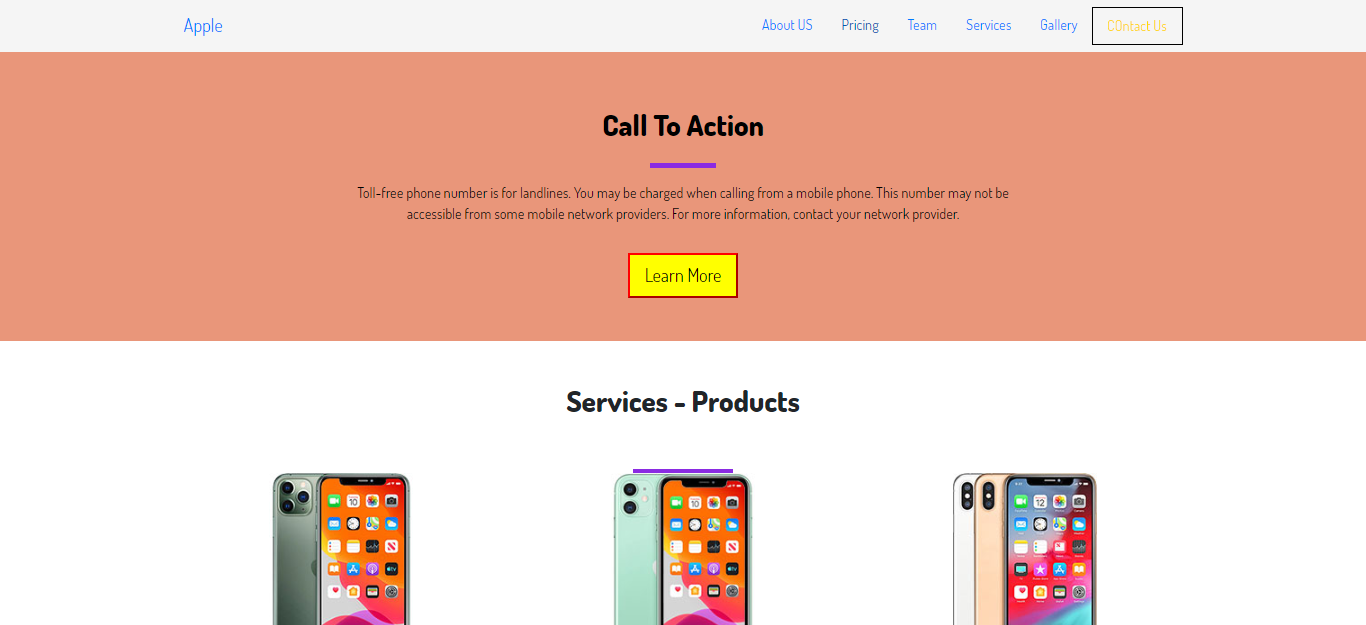 Apple
About US
Pricing
Team
Services
Gallery
COntact Us
Call To Action
Toll-free phone number is for landlines. You may be charged when calling from a mobile phone. This number may not be
accessible from some mobile network providers. For more information, contact your network provider.
Learn More
Services - Products